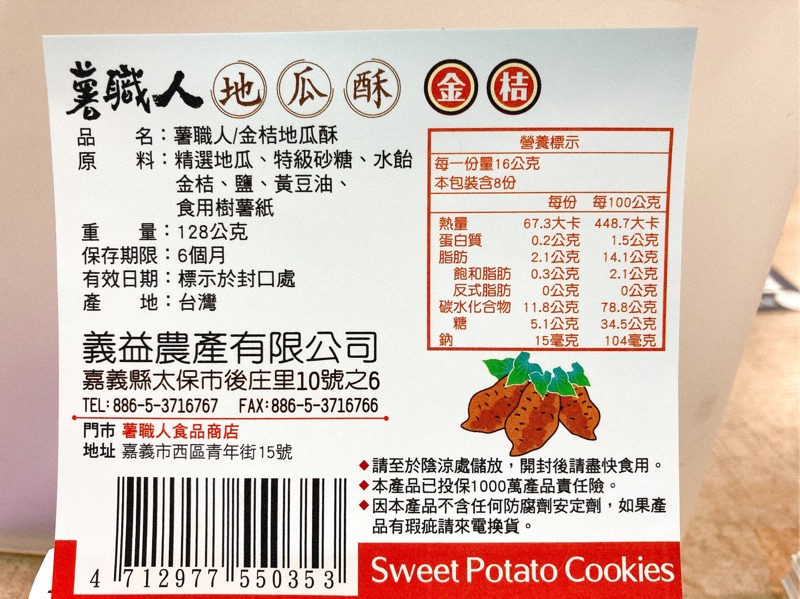 薯職人 地瓜酥 金桔
品名：薯職人/金桔地瓜酥
原料：精選地瓜、特級砂糖、水飴
金桔、鹽、黃豆油、
食用樹薯紙
重量：128公克
保存期限：6個月
有效日期：標示於封口處
產地：台灣
義益農產有限公司
嘉義縣太保市後庄里10號之6
TEL:886-5-3716767 FAX:886-5-3716766
門市 薯職人食品商店
地址 嘉義市西區青年街15號
4 712977 550353
營養標示
每一份量16公克
本包裝含8份
每份 每100公克
熱量 67.3大卡 448.7大卡
蛋白質 0.2公克 1.5公克
脂肪 2.1公克 14.1公克
飽和脂肪 0.3公克 2.1公克
反式脂肪 0公克 0公克
碳水化合物 11.8公克 78.8公克
糖 5.1公克 34.5公克
鈉 15毫克 104毫克
◆請至於陰涼處儲放，開封後請盡快食用。
◆本產品已投保1000萬產品責任險。
◆因本產品不含任何防腐劑安定劑，如果產
品有瑕疵請來電換貨。
Sweet Potato Cookies